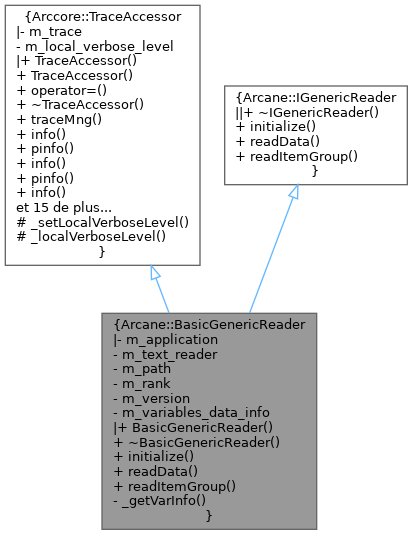 {Arccore::TraceAccessor
|- m_trace
- m_local_verbose_level
|+ TraceAccessor()
+ TraceAccessor()
+ operator=()
+ ~TraceAccessor()
+ traceMng()
+ info()
+ pinfo()
+ info()
+ pinfo()
+ info()
et 15 de plus...
# _setLocalVerboseLevel()
# _localVerboseLevel()
}
{Arcane::IGenericReader
||+ ~IGenericReader()
+ initialize()
+ readData()
+ readItemGroup()
}
{Arcane::BasicGenericReader
|- m_application
- m_text_reader
- m_path
- m_rank
- m_version
- m_variables_data_info
|+ BasicGenericReader()
+ ~BasicGenericReader()
+ initialize()
+ readData()
+ readItemGroup()
- _getVarInfo()
}